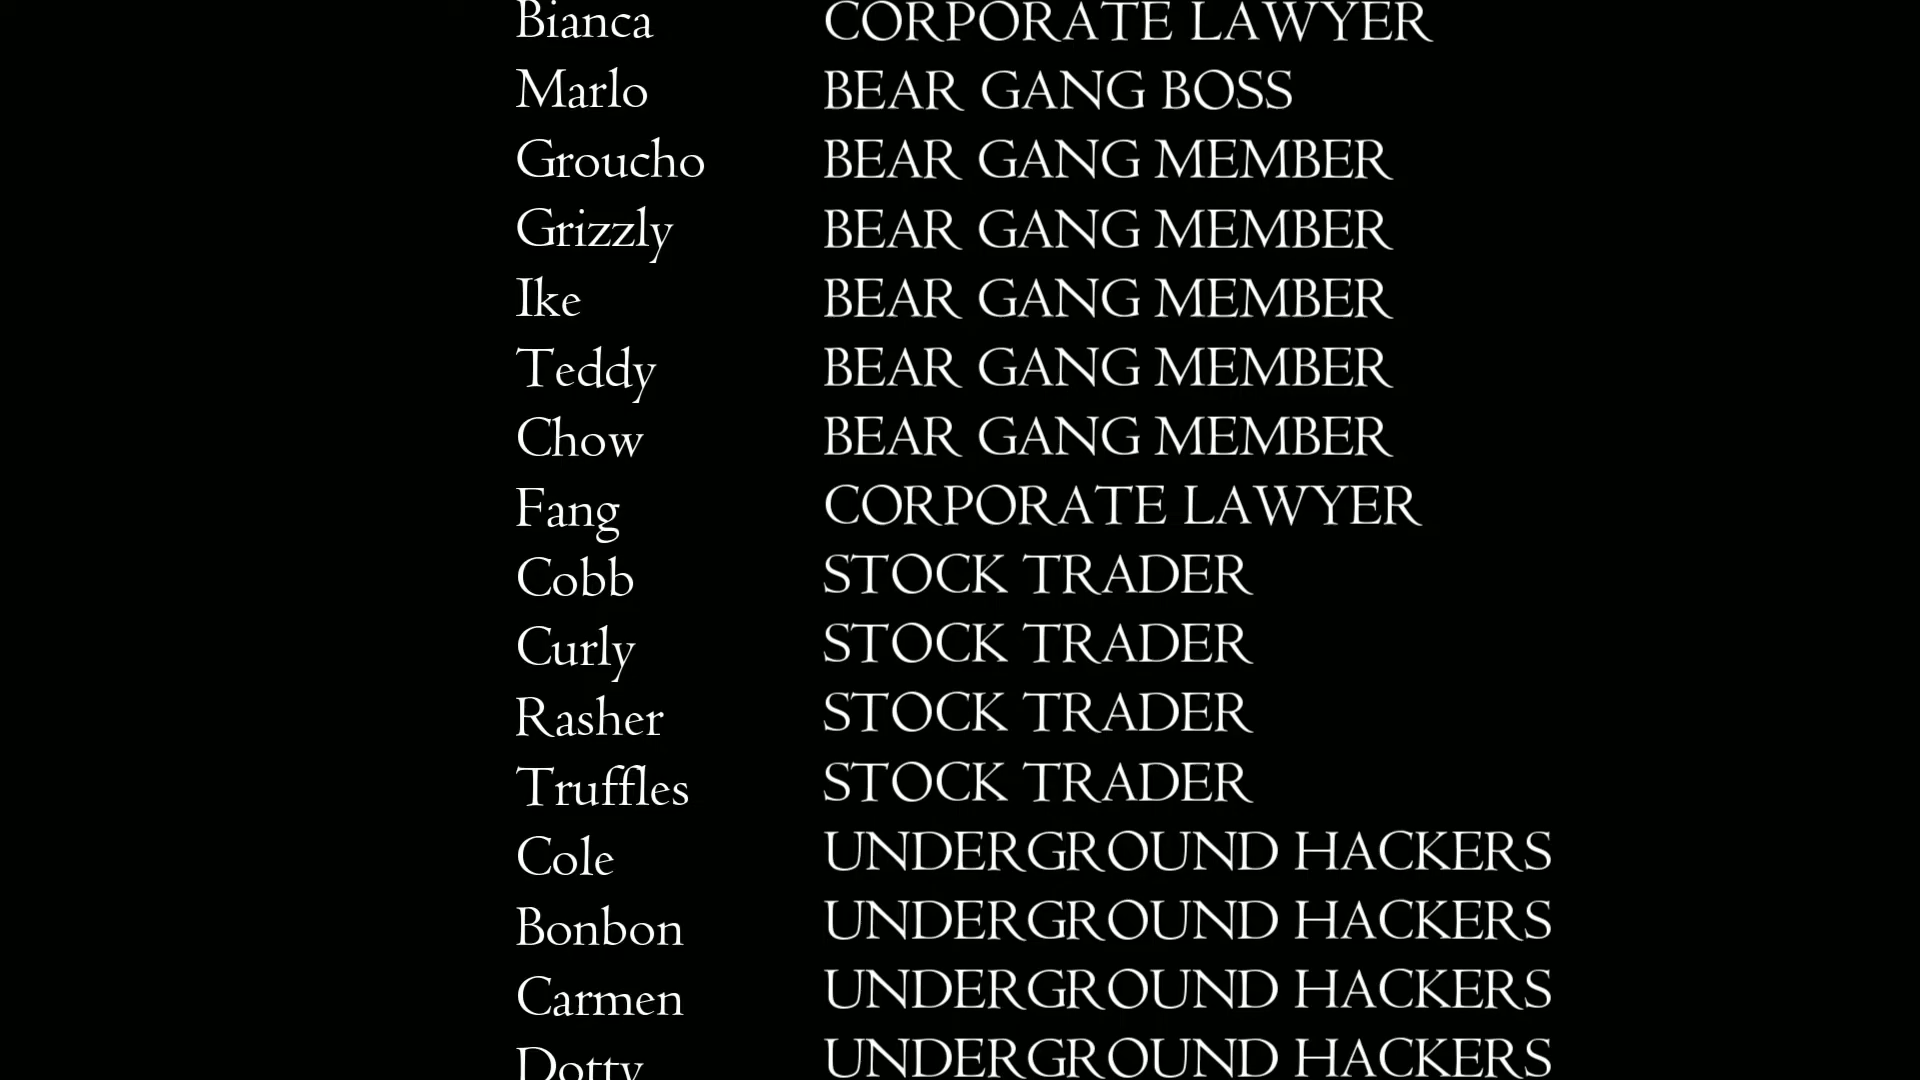 Bianca CORPORATE LAWYER
Marlo BEAR GANG BOSS
Groucho BEAR GANG MEMBER
Grizzly BEAR GANG MEMBER
Ike BEAR GANG MEMBER
Teddy BEAR GANG MEMBER
Chow BEAR GANG MEMBER
Fang CORPORATE LAWYER
Cobb STOCK TRADER
Curly STOCK TRADER
Rasher STOCK TRADER
Truffles STOCK TRADER
Cole UNDERGROUND HACKERS
Bonbon UNDERGROUND HACKERS
Carmen UNDERGROUND HACKERS
Dotty UNDERGROUND HACKERS